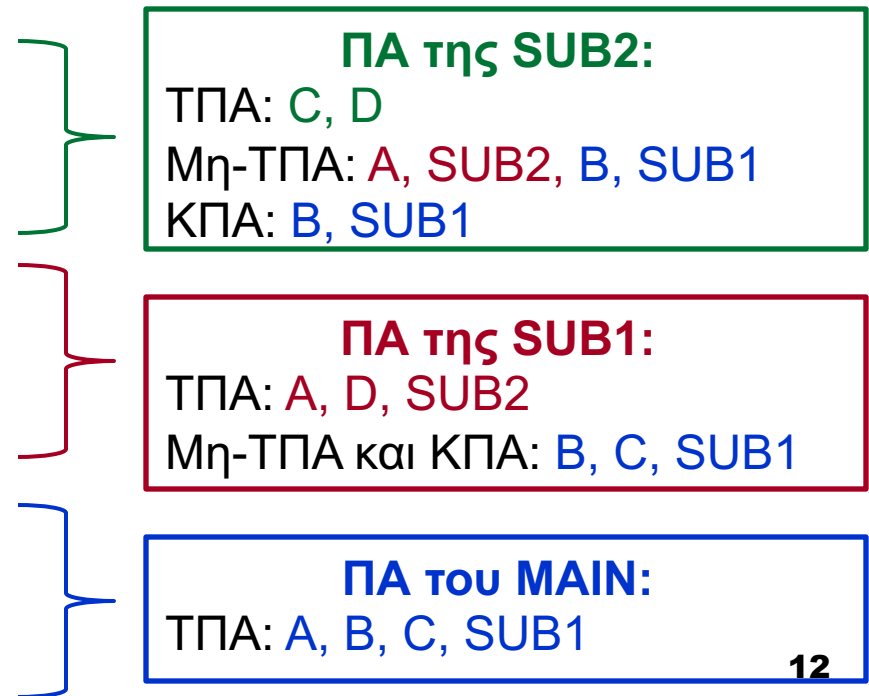 ΠΑ της SUB2:
ΤΠΑ: C, D
Μη-ΤΠΑ: A, SUB2, B, SUB1
ΚΠΑ: B, SUB1
ΠΑ της SUB1:
ΤΠΑ: A, D, SUB2
Μη-ΤΠΑ και ΚΠΑ: B, C, SUB1
ΠΑ του MAIN:
ΤΠΑ: A, B, C, SUB1
12